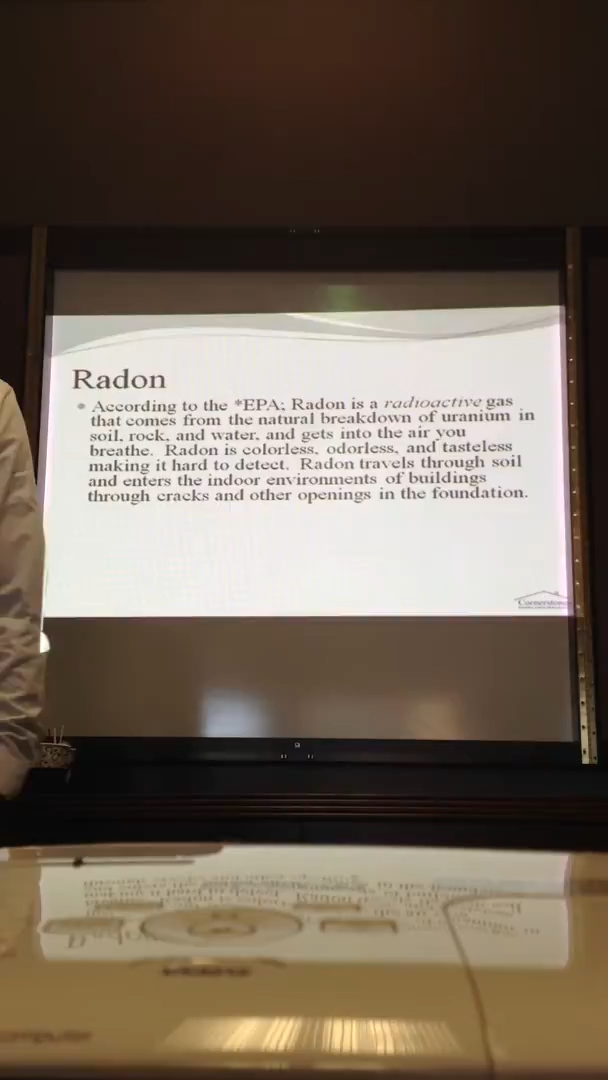 Radon
• According to the *EPA; Radon is a radioactive gas
that comes from the natural breakdown of uranium in
soil, rock, and water, and gets into the air you
breathe. Radon is colorless, odorless, and tasteless
making it hard to detect. Radon travels through soil
and enters the indoor environments of buildings
through cracks and other openings in the foundation.
Cornerstone
computer